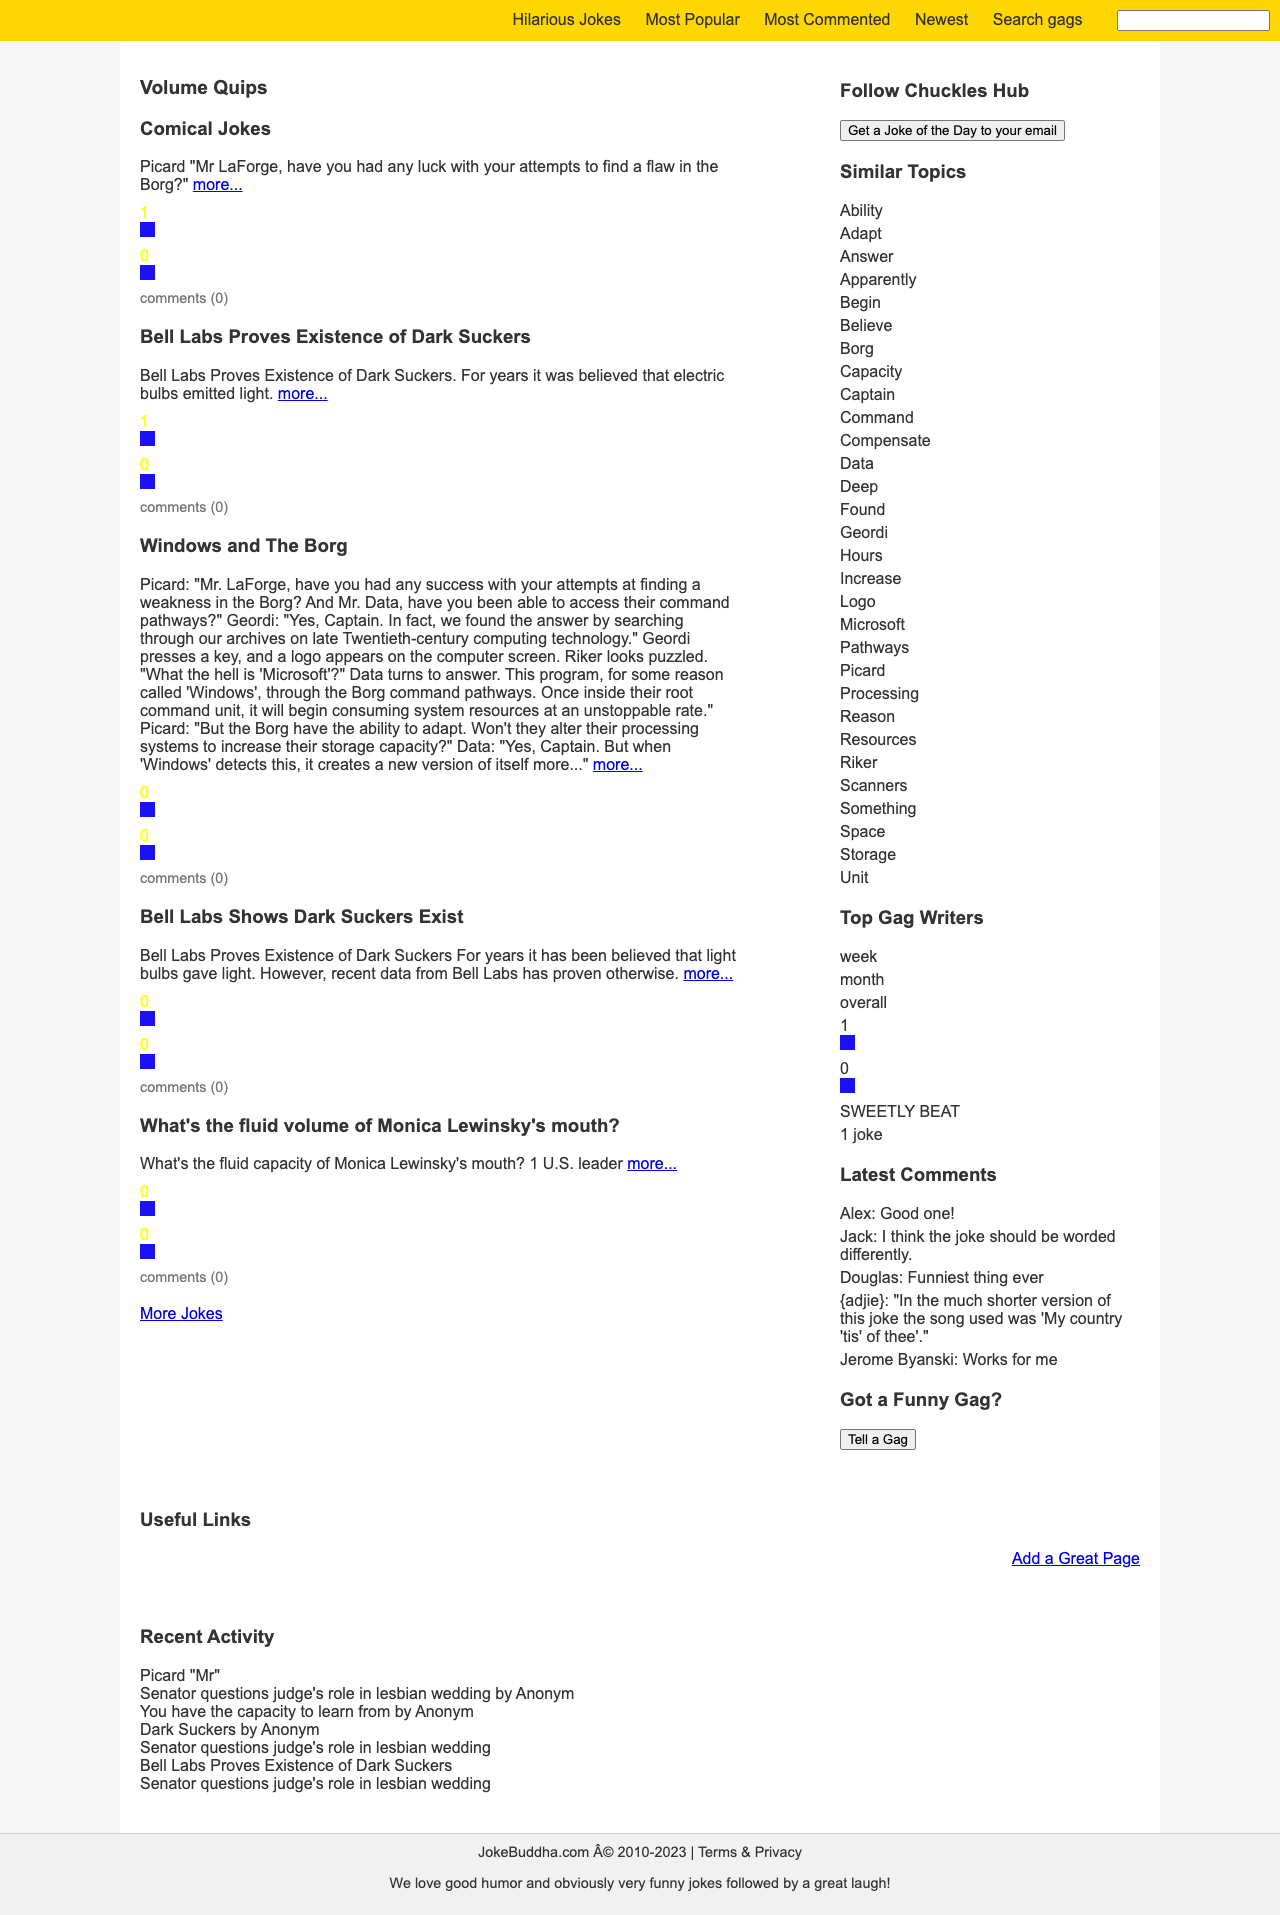 Hilarious Jokes Most Popular Most Commented Newest Search gags
Volume Quips
Comical Jokes
Picard "Mr LaForge, have you had any luck with your attempts to find a flaw in the
Borg?" more...
1
0
comments (0)
Bell Labs Proves Existence of Dark Suckers
Bell Labs Proves Existence of Dark Suckers. For years it was believed that electric
bulbs emitted light. more...
1
0
comments (0)
Windows and The Borg
Picard: "Mr. LaForge, have you had any success with your attempts at finding a
weakness in the Borg? And Mr. Data, have you been able to access their command
pathways?" Geordi: "Yes, Captain. In fact, we found the answer by searching
through our archives on late Twentieth-century computing technology." Geordi
presses a key, and a logo appears on the computer screen. Riker looks puzzled.
"What the hell is 'Microsoft'?" Data turns to answer. This program, for some reason
called 'Windows', through the Borg command pathways. Once inside their root
command unit, it will begin consuming system resources at an unstoppable rate."
Picard: "But the Borg have the ability to adapt. Won't they alter their processing
systems to increase their storage capacity?" Data: "Yes, Captain. But when
'Windows' detects this, it creates a new version of itself more..." more...
0
0
comments (0)
Bell Labs Shows Dark Suckers Exist
Bell Labs Proves Existence of Dark Suckers For years it has been believed that light
bulbs gave light. However, recent data from Bell Labs has proven otherwise. more...
0
0
comments (0)
What's the fluid volume of Monica Lewinsky's mouth?
What's the fluid capacity of Monica Lewinsky's mouth? 1 U.S. leader more...
0
0
comments (0)
More Jokes
Follow Chuckles Hub
Get a Joke of the Day to your email
Similar Topics
Ability
Adapt
Answer
Apparently
Begin
Believe
Borg
Capacity
Captain
Command
Compensate
Data
Deep
Found
Geordi
Hours
Increase
Logo
Microsoft
Pathways
Picard
Processing
Reason
Resources
Riker
Scanners
Something
Space
Storage
Unit
Top Gag Writers
week
month
overall
1
0
SWEETLY BEAT
1 joke
Latest Comments
Alex: Good one!
Jack: I think the joke should be worded
differently.
Douglas: Funniest thing ever
{adjie}: "In the much shorter version of
this joke the song used was 'My country
'tis' of thee'."
Jerome Byanski: Works for me
Got a Funny Gag?
Tell a Gag
Useful Links
Add a Great Page
Recent Activity
Picard "Mr"
Senator questions judge's role in lesbian wedding by Anonym
You have the capacity to learn from by Anonym
Dark Suckers by Anonym
Senator questions judge's role in lesbian wedding
Bell Labs Proves Existence of Dark Suckers
Senator questions judge's role in lesbian wedding
JokeBuddha.com Â© 2010-2023 | Terms & Privacy
We love good humor and obviously very funny jokes followed by a great laugh!